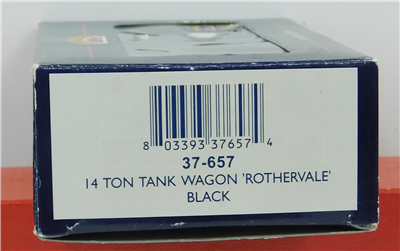 8 03393 37657 4
37-657
14 TON TANK WAGON 'ROTHERVALE'
BLACK